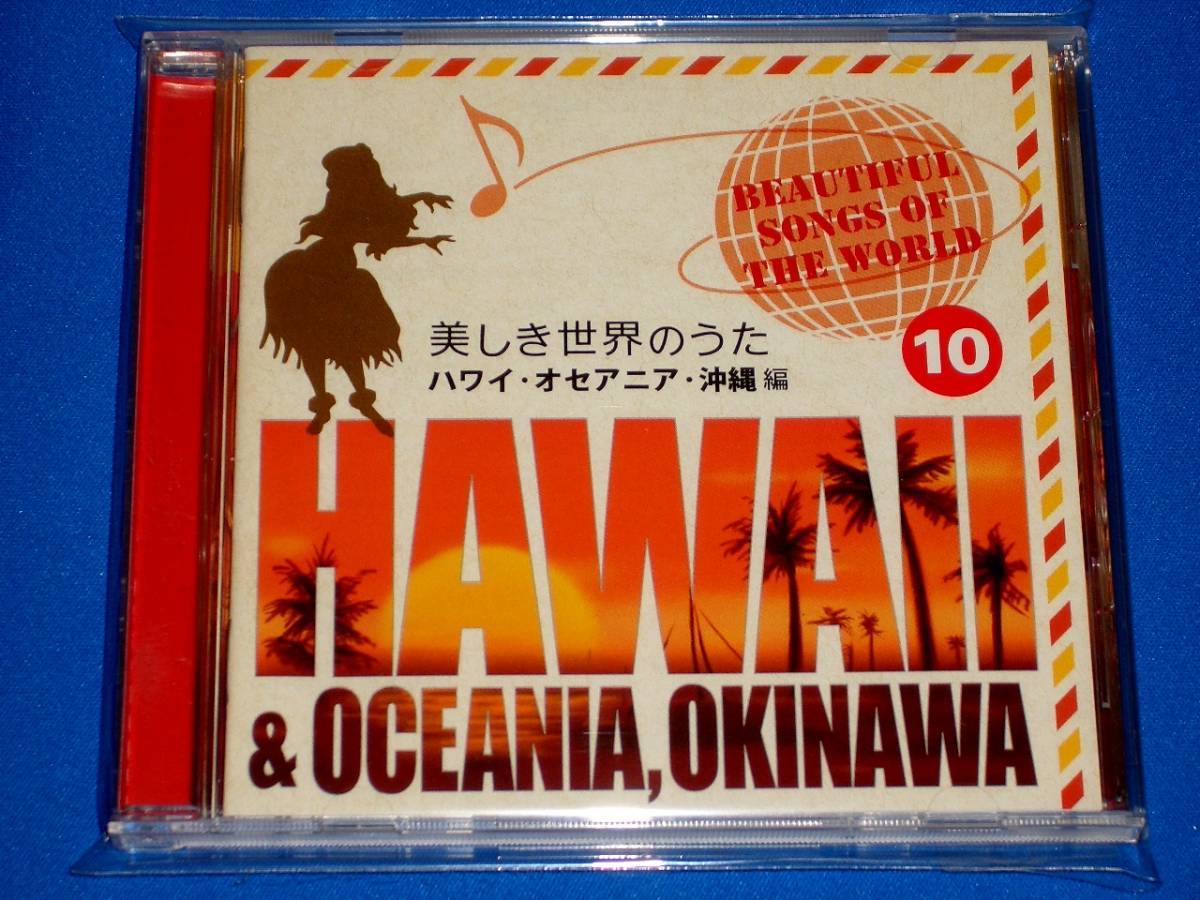 BEAUTIFUL
SONGS OF
THE WORLD
美しき世界のうた
ハワイ・オセアニア・沖縄 編
10
HAWAII
& OCEANIA, OKINAWA